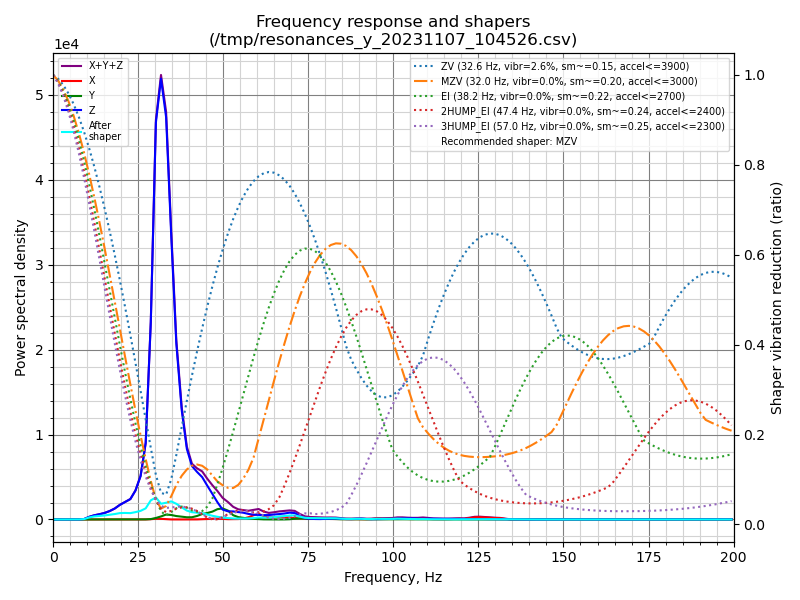 Frequency response and shapers
(/tmp/resonances_y_20231107_104526.csv)
1e4
X+Y+Z
X
Y
Z
After
shaper
ZV (32.6 Hz, vibr=2.6%, sm~=0.15, accel<=3900)
MZV (32.0 Hz, vibr=0.0%, sm~=0.20, accel<=3000)
EI (38.2 Hz, vibr=0.0%, sm~=0.22, accel<=2700)
2HUMP_EI (47.4 Hz, vibr=0.0%, sm~=0.24, accel<=2400)
3HUMP_EI (57.0 Hz, vibr=0.0%, sm~=0.25, accel<=2300)
Recommended shaper: MZV
Power spectral density
5
4
3
2
1
0
1.0
0.8
0.6
0.4
0.2
0.0
Shaper vibration reduction (ratio)
0 25 50 75 100 125 150 175 200
Frequency, Hz